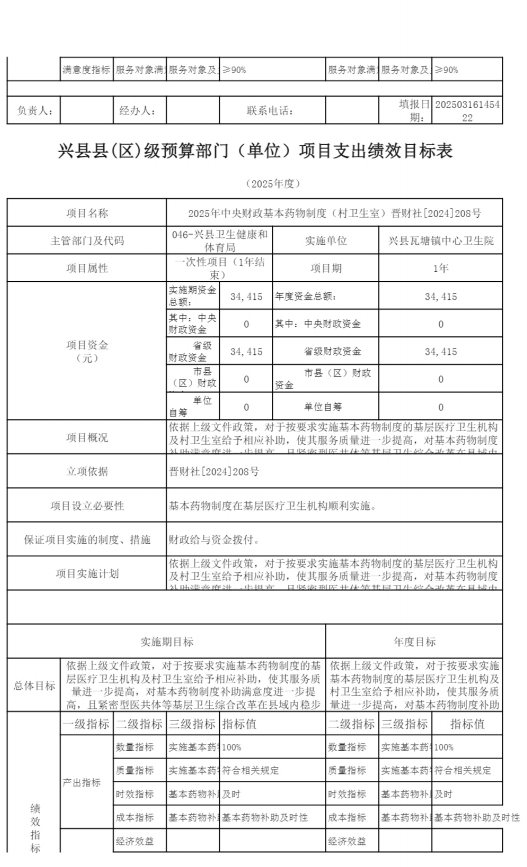 满意度指标 服务对象满 服务对象及 ≥90% 服务对象满 服务对象及 ≥90%
负责人: 经办人: 联系电话: 填报日期: 20250316145422
兴县县(区)级预算部门（单位）项目支出绩效目标表
（2025年度）
项目名称 2025年中央财政基本药物制度（村卫生室）晋财社[2024]208号
主管部门及代码 046-兴县卫生健康和体育局 实施单位 兴县瓦塘镇中心卫生院
项目属性 一次性项目（1年结束） 项目期 1年
项目资金（元） 实施期资金总额: 34,415 年度资金总额: 34,415
其中: 中央财政资金 0 其中: 中央财政资金 0
省级财政资金 34,415 省级财政资金 34,415
市县（区）财政 0 市县（区）财政资金 0
单位自筹 0 单位自筹 0
项目概况 依据上级文件政策，对于按要求实施基本药物制度的基层医疗卫生机构
及村卫生室给予相应补助，使其服务质量进一步提高，对基本药物制度
补助满意度进一步提高，且紧密型医共体等基层卫生综合改革在县域内
立项依据 晋财社[2024]208号
项目设立必要性 基本药物制度在基层医疗卫生机构顺利实施。
保证项目实施的制度、措施 财政给与资金拨付。
项目实施计划 依据上级文件政策，对于按要求实施基本药物制度的基层医疗卫生机构
及村卫生室给予相应补助，使其服务质量进一步提高，对基本药物制度
补助满意度进一步提高，且紧密型医共体等基层卫生综合改革在县域内
实施期目标 年度目标
总体目标 依据上级文件政策，对于按要求实施基本药物制度的基
层医疗卫生机构及村卫生室给予相应补助，使其服务质
量进一步提高，对基本药物制度补助满意度进一步提
高，且紧密型医共体等基层卫生综合改革在县域内稳步
依据上级文件政策，对于按要求实施
基本药物制度的基层医疗卫生机构及
村卫生室给予相应补助，使其服务质
量进一步提高，对基本药物制度补助
绩效指标 一级指标 二级指标 三级指标 指标值 二级指标 三级指标 指标值
产出指标 数量指标 实施基本药 100% 数量指标 实施基本药 100%
质量指标 实施基本药 符合相关规定 质量指标 实施基本药 符合相关规定
时效指标 基本药物补 及时 时效指标 基本药物补 及时
成本指标 基本药物补 基本药物补助及时性 成本指标 基本药物补 基本药物补助及时性
经济效益 经济效益